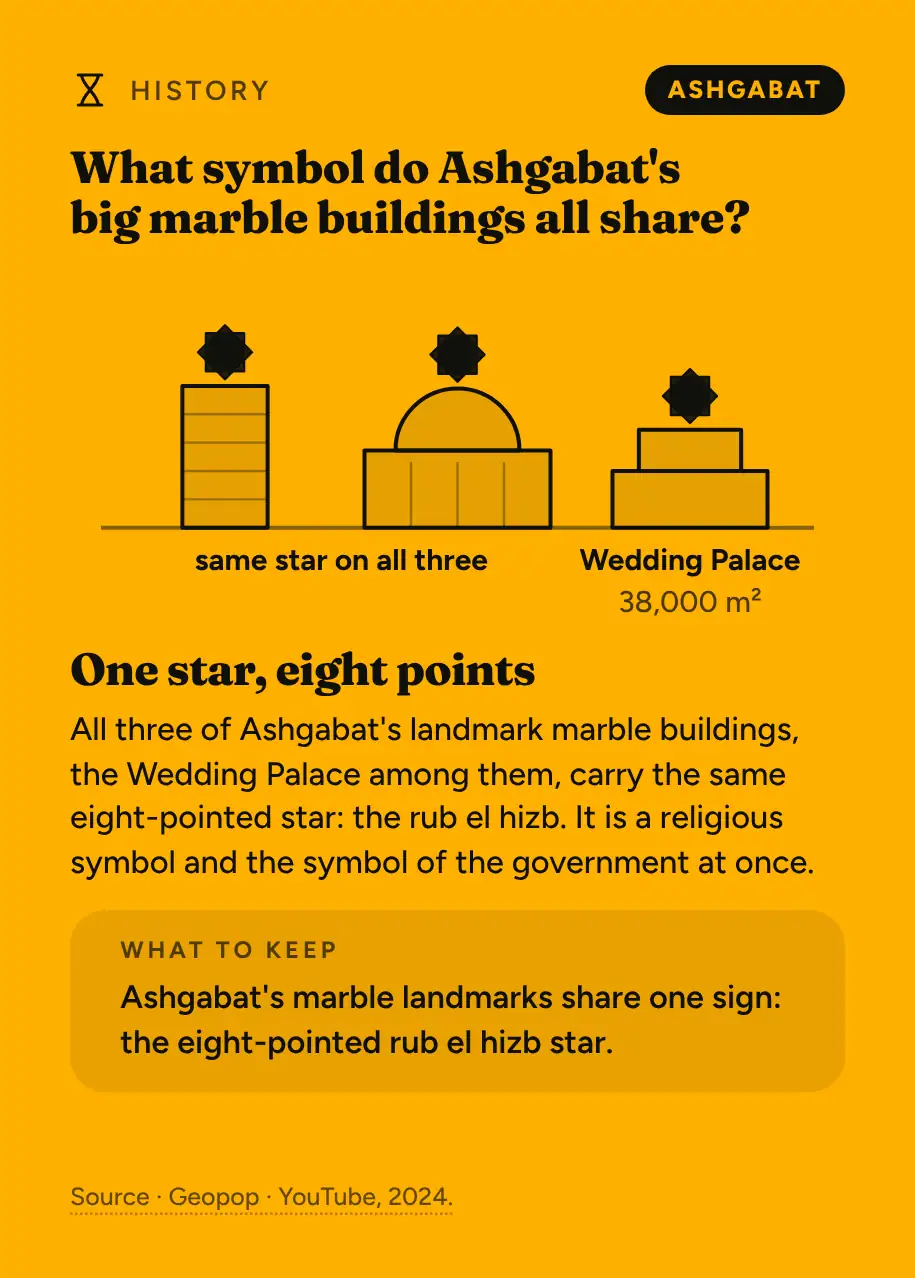 HISTORY
ASHGABAT
What symbol do Ashgabat's
big marble buildings all share?
same star on all three
Wedding Palace
38,000 m²
One star, eight points
All three of Ashgabat's landmark marble buildings,
the Wedding Palace among them, carry the same
eight-pointed star: the rub el hizb. It is a religious
symbol and the symbol of the government at once.
WHAT TO KEEP
Ashgabat's marble landmarks share one sign:
the eight-pointed rub el hizb star.
Source · Geopop · YouTube, 2024.